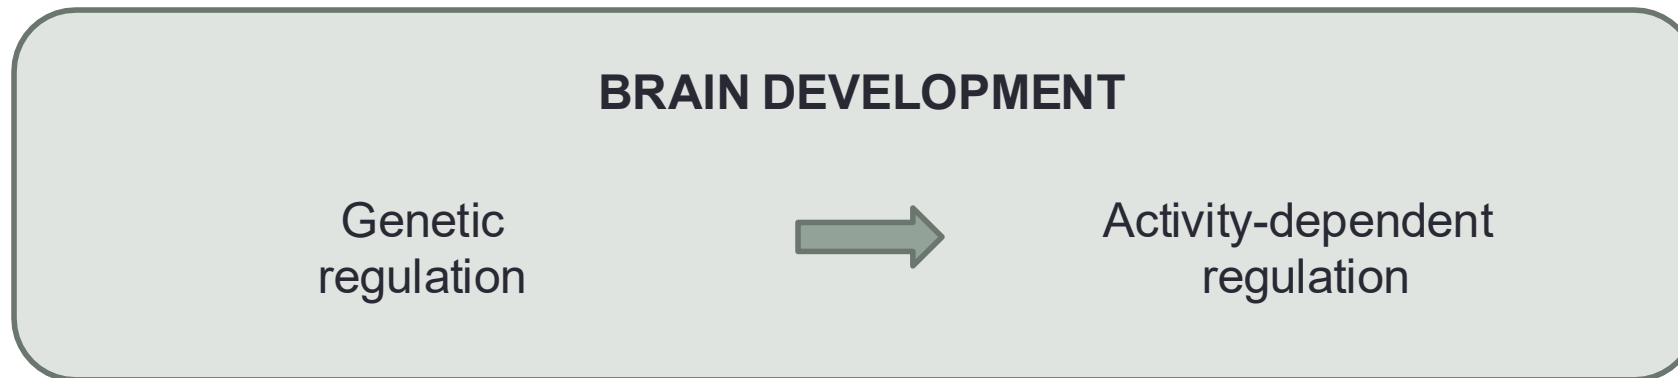 BRAIN DEVELOPMENT
Genetic
regulation
Activity-dependent
regulation